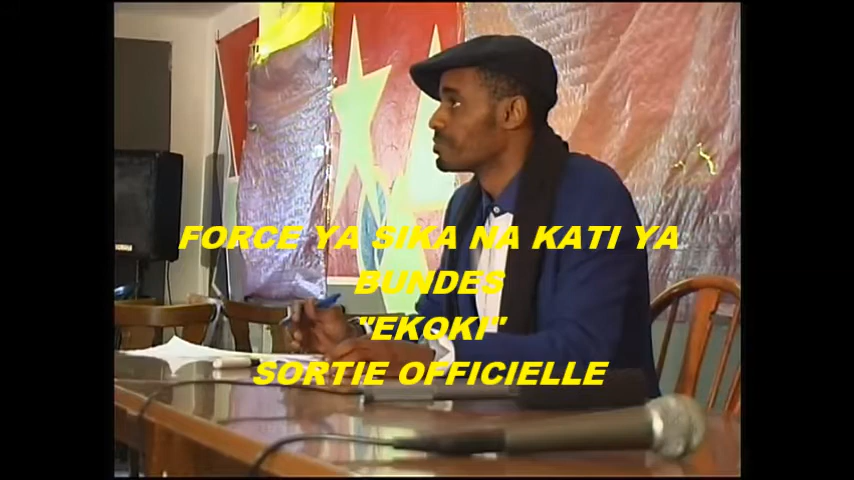 FORCE YA SIKA NA KATI YA
BUNDES
"EKOKI"
SORTIE OFFICIELLE